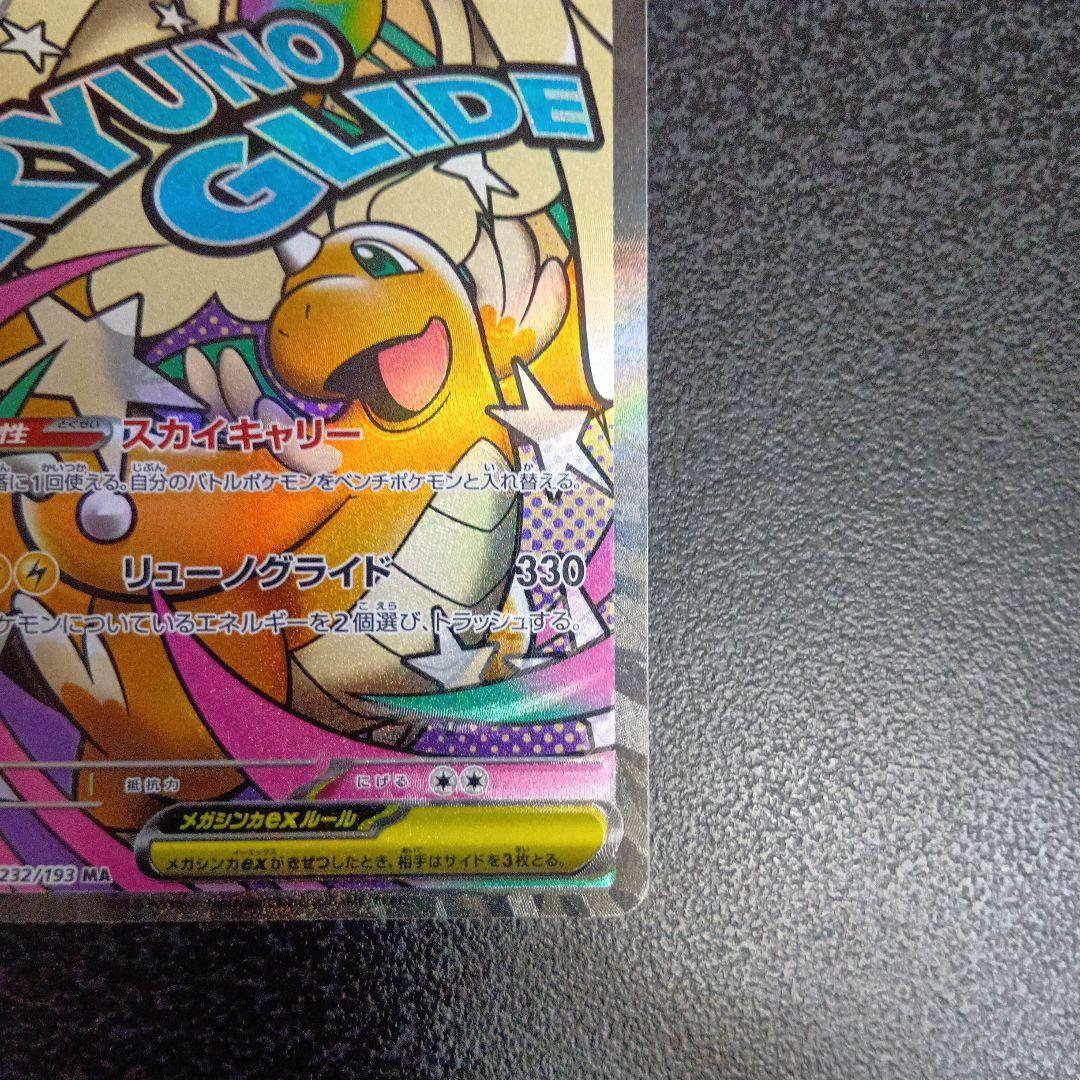 RYUNO
GLIDE
性 とくせい スカイキャリー
番に1回使える。自分のバトルポケモンをベンチポケモンと入れ替える。
リューノグライド 330
ポケモンについているエネルギーを2個選び、トラッシュする。
抵抗力 にげる
メガシンカexルール
メガシンカexがきぜつしたとき、相手はサイドを3枚とる。
232/193 MA